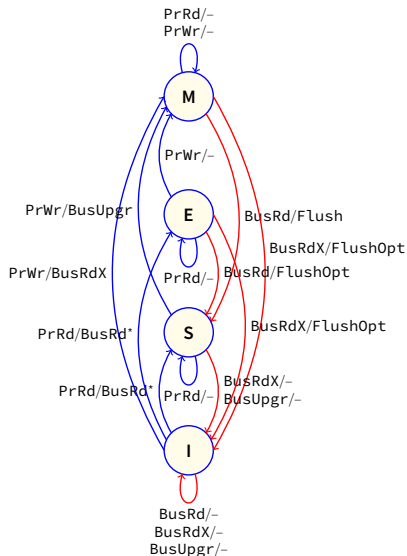 PrRd/–
PrWr/–
M
PrWr/–
PrWr/BusUpgr
E
BusRd/Flush
BusRdX/FlushOpt
PrWr/BusRdX
PrRd/–
BusRd/FlushOpt
PrRd/BusRd*
S
BusRdX/FlushOpt
PrRd/BusRd*
PrRd/–
BusRdX/–
BusUpgr/–
I
BusRd/–
BusRdX/–
BusUpgr/–